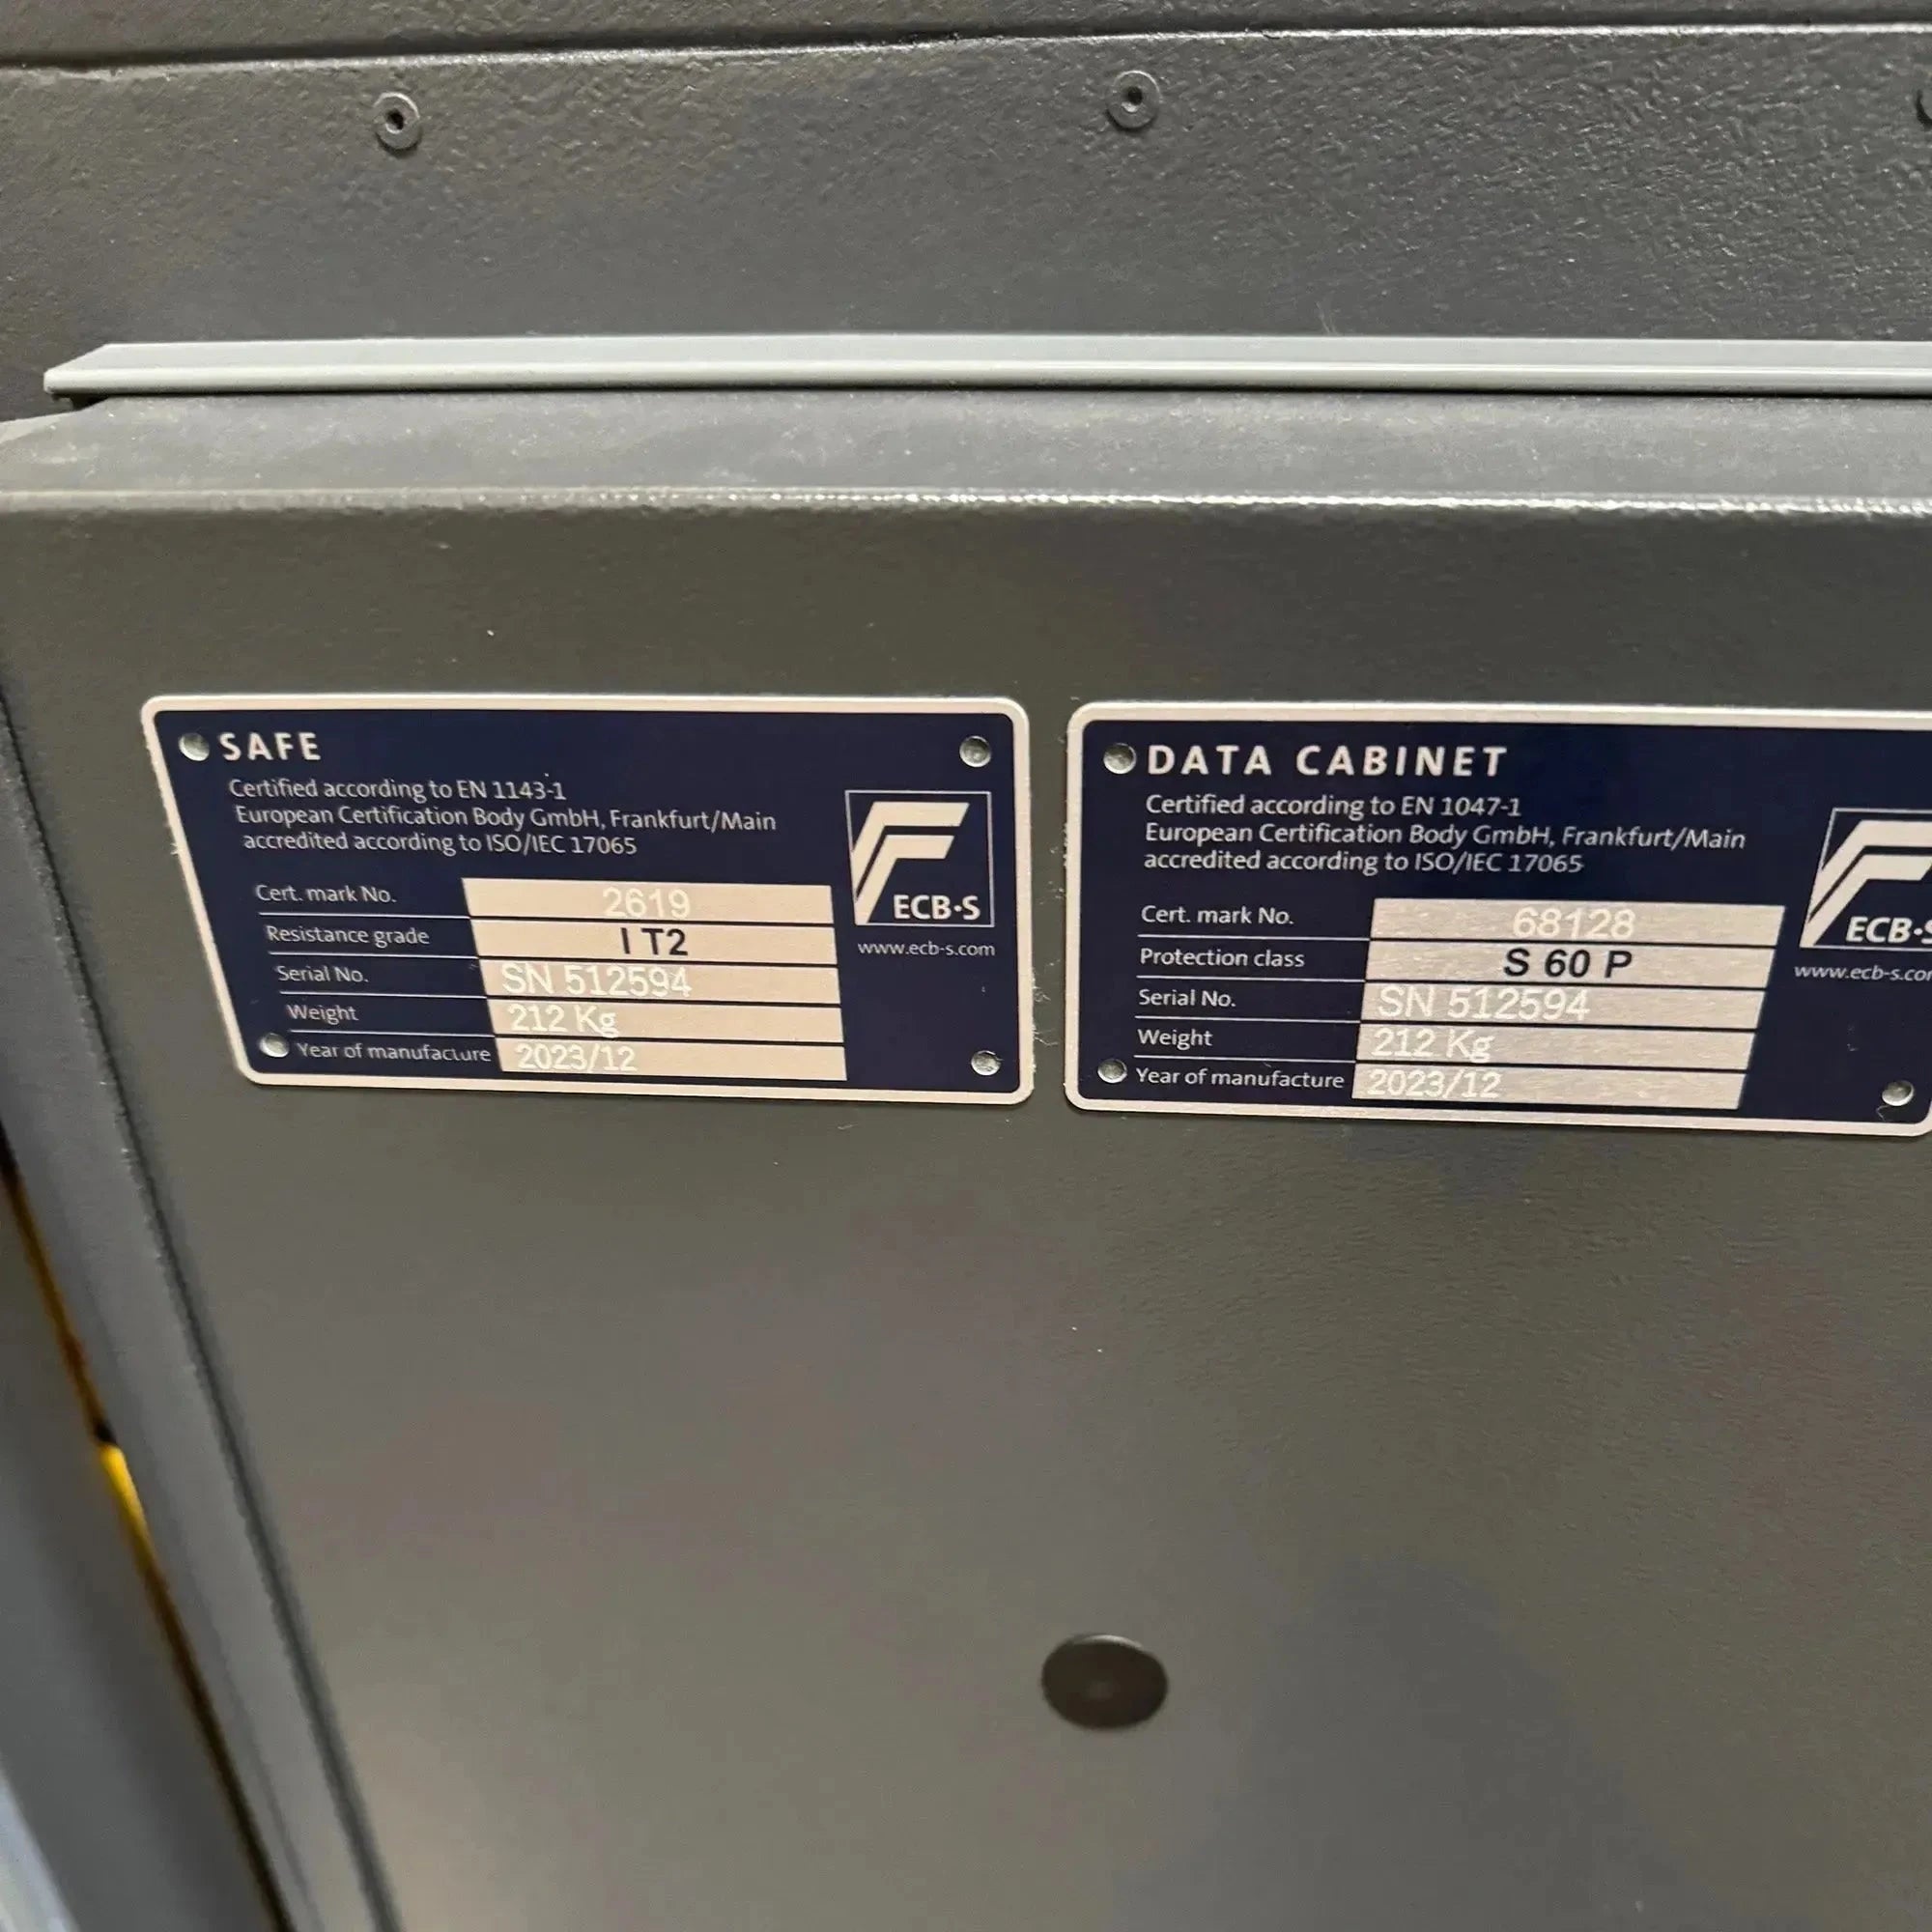 SAFE
Certified according to EN 1143-1
European Certification Body GmbH, Frankfurt/Main
accredited according to ISO/IEC 17065
Cert. mark No. 2619
Resistance grade I T2
Serial No. SN 512594
Weight 212 Kg
Year of manufacture 2023/12
ECB·S
www.ecb-s.com
DATA CABINET
Certified according to EN 1047-1
European Certification Body GmbH, Frankfurt/Main
accredited according to ISO/IEC 17065
Cert. mark No. 68128
Protection class S 60 P
Serial No. SN 512594
Weight 212 Kg
Year of manufacture 2023/12
ECB·S
www.ecb-s.co